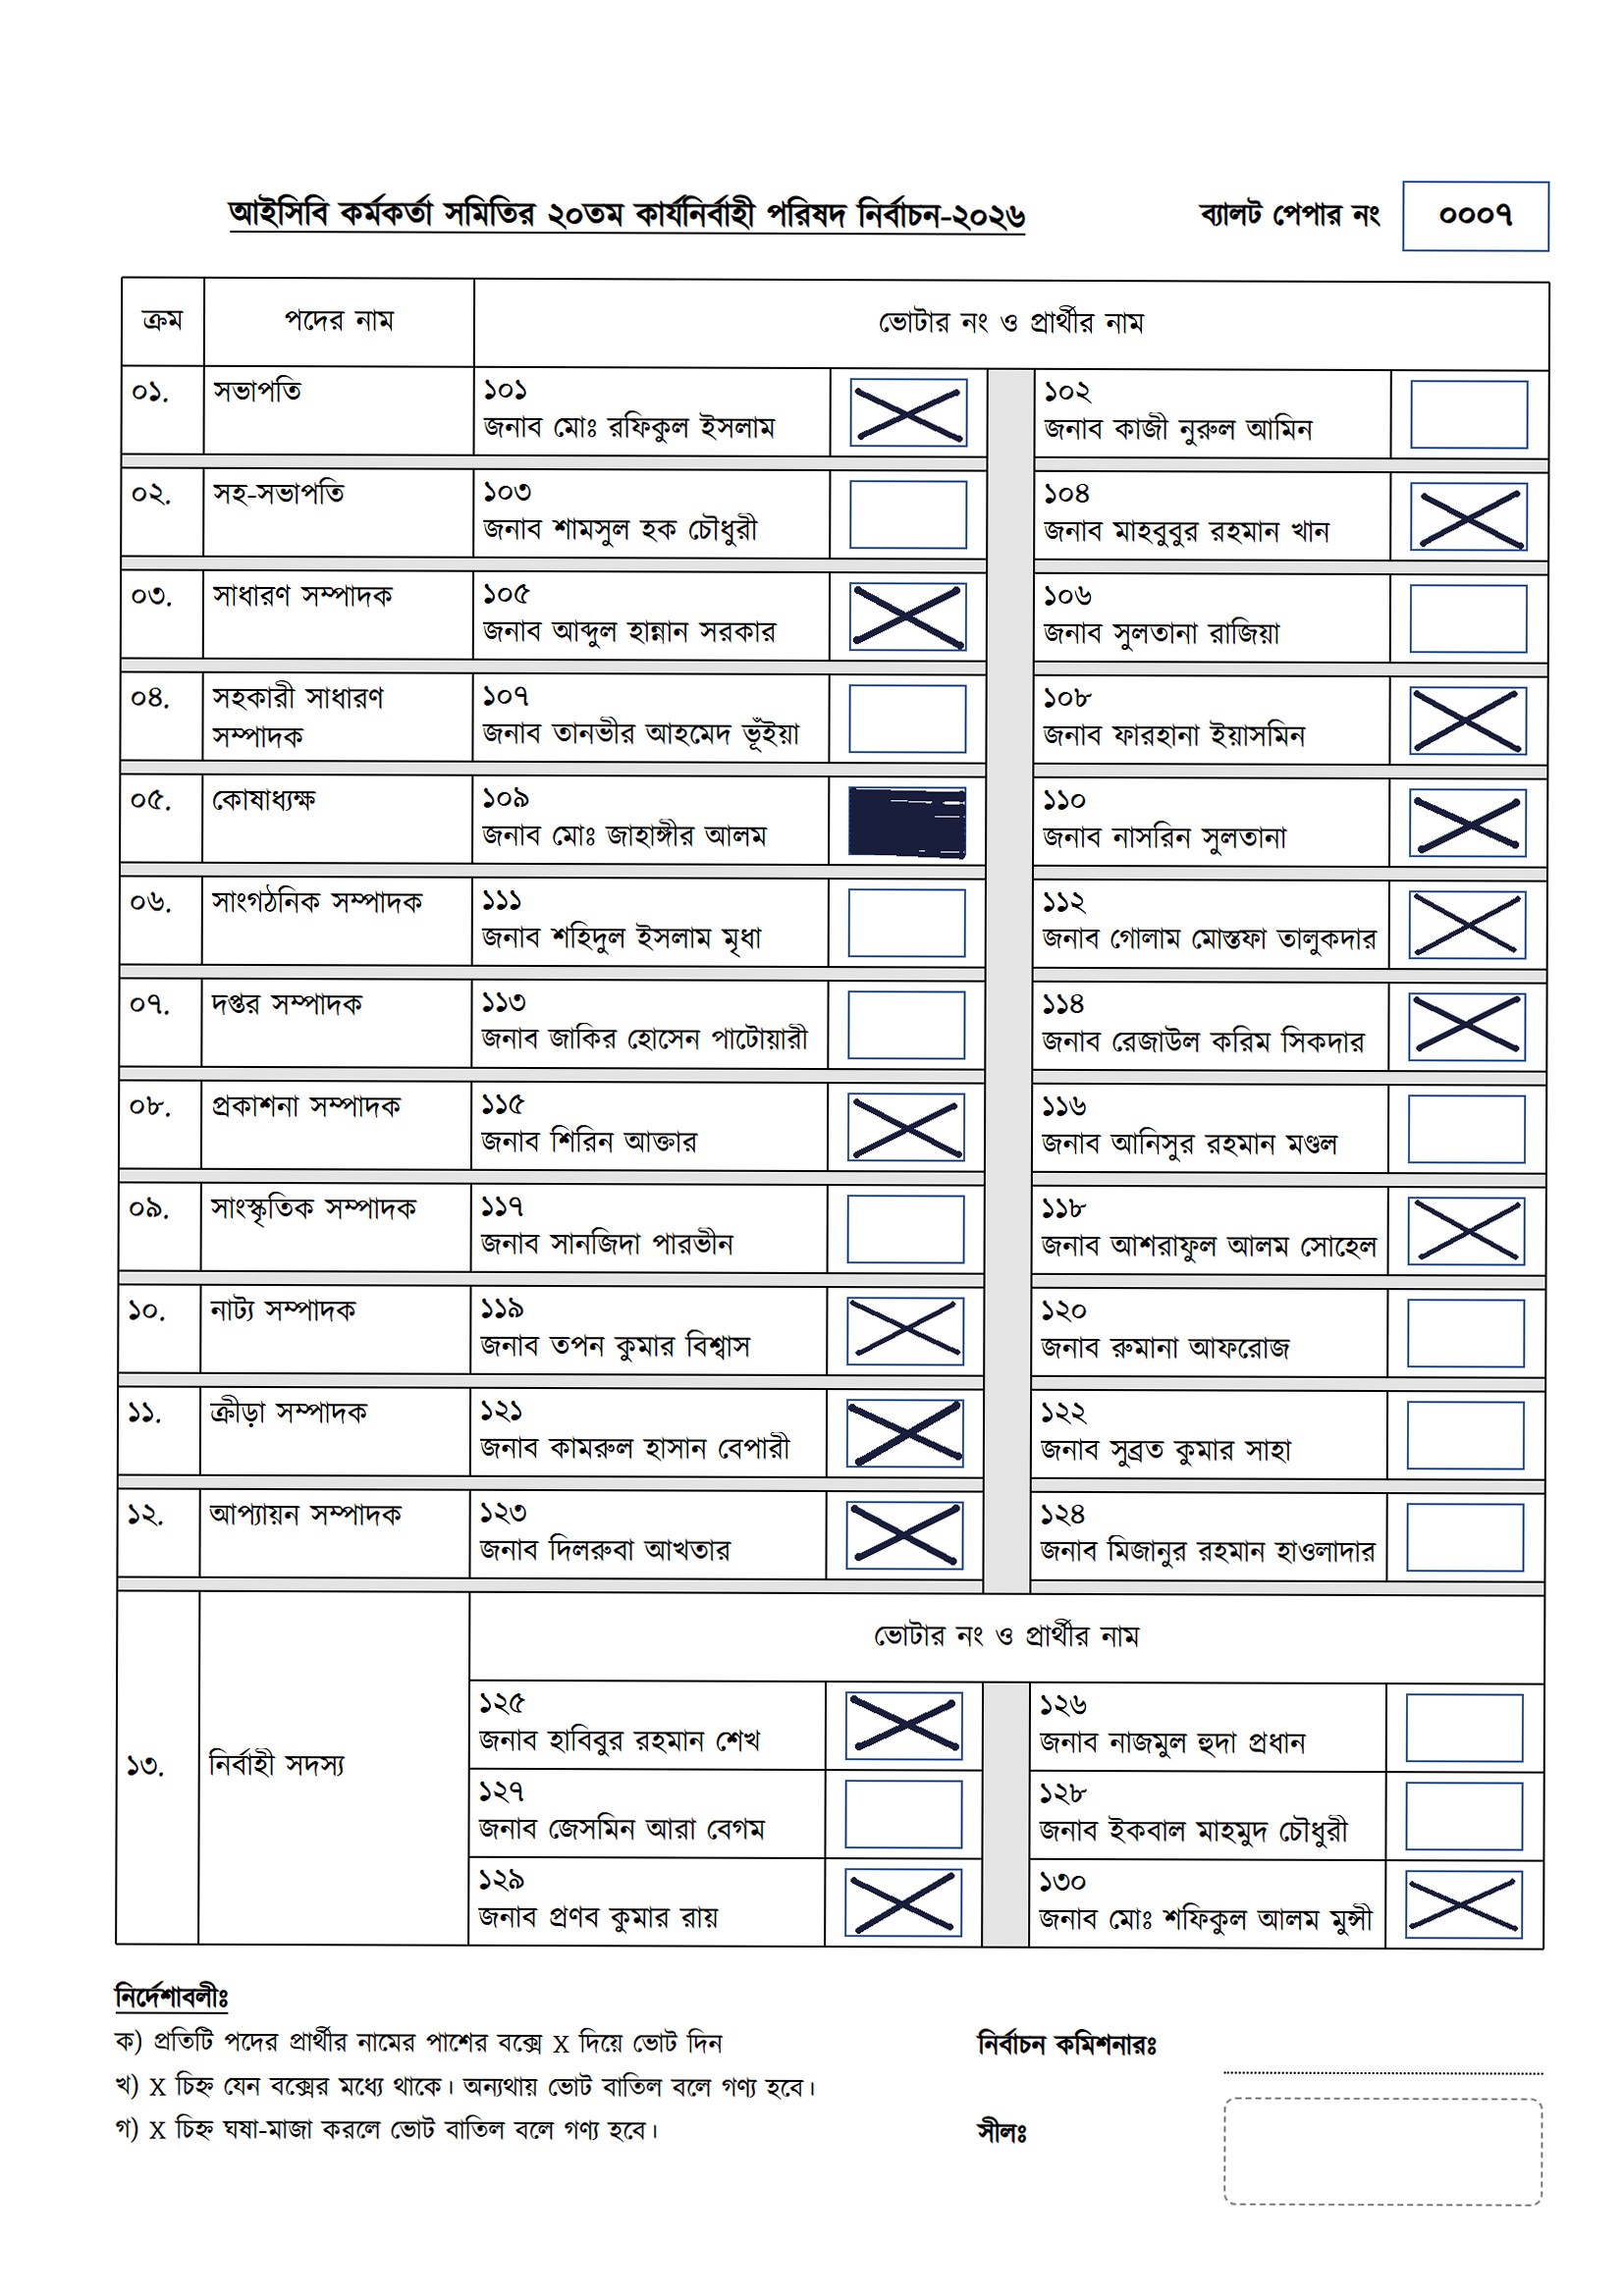 আইসিবি কর্মকর্তা সমিতির ২০তম কার্যনির্বাহী পরিষদ নির্বাচন-২০২৬
ব্যালট পেপার নং
০০০৭
ক্রম
পদের নাম
ভোটার নং ও প্রার্থীর নাম
০১.
সভাপতি
১০১
জনাব মোঃ রফিকুল ইসলাম
১০২
জনাব কাজী নুরুল আমিন
০২.
সহ-সভাপতি
১০৩
জনাব শামসুল হক চৌধুরী
১০৪
জনাব মাহবুবুর রহমান খান
০৩.
সাধারণ সম্পাদক
১০৫
জনাব আব্দুল হান্নান সরকার
১০৬
জনাব সুলতানা রাজিয়া
০৪.
সহকারী সাধারণ
সম্পাদক
১০৭
জনাব তানভীর আহমেদ ভূঁইয়া
১০৮
জনাব ফারহানা ইয়াসমিন
০৫.
কোষাধ্যক্ষ
১০৯
জনাব মোঃ জাহাঙ্গীর আলম
১১০
জনাব নাসরিন সুলতানা
০৬.
সাংগঠনিক সম্পাদক
১১১
জনাব শহিদুল ইসলাম মৃধা
১১২
জনাব গোলাম মোস্তফা তালুকদার
০৭.
দপ্তর সম্পাদক
১১৩
জনাব জাকির হোসেন পাটোয়ারী
১১৪
জনাব রেজাউল করিম সিকদার
০৮.
প্রকাশনা সম্পাদক
১১৫
জনাব শিরিন আক্তার
১১৬
জনাব আনিসুর রহমান মণ্ডল
০৯.
সাংস্কৃতিক সম্পাদক
১১৭
জনাব সানজিদা পারভীন
১১৮
জনাব আশরাফুল আলম সোহেল
১০.
নাট্য সম্পাদক
১১৯
জনাব তপন কুমার বিশ্বাস
১২০
জনাব রুমানা আফরোজ
১১.
ক্রীড়া সম্পাদক
১২১
জনাব কামরুল হাসান বেপারী
১২২
জনাব সুব্রত কুমার সাহা
১২.
আপ্যায়ন সম্পাদক
১২৩
জনাব দিলরুবা আখতার
১২৪
জনাব মিজানুর রহমান হাওলাদার
ভোটার নং ও প্রার্থীর নাম
১৩.
নির্বাহী সদস্য
১২৫
জনাব হাবিবুর রহমান শেখ
১২৬
জনাব নাজমুল হুদা প্রধান
১২৭
জনাব জেসমিন আরা বেগম
১২৮
জনাব ইকবাল মাহমুদ চৌধুরী
১২৯
জনাব প্রণব কুমার রায়
১৩০
জনাব মোঃ শফিকুল আলম মুন্সী
নির্দেশাবলীঃ
ক) প্রতিটি পদের প্রার্থীর নামের পাশের বক্সে x দিয়ে ভোট দিন
খ) x চিহ্ন যেন বক্সের মধ্যে থাকে। অন্যথায় ভোট বাতিল বলে গণ্য হবে।
গ) x চিহ্ন ঘষা-মাজা করলে ভোট বাতিল বলে গণ্য হবে।
নির্বাচন কমিশনারঃ
সীলঃ